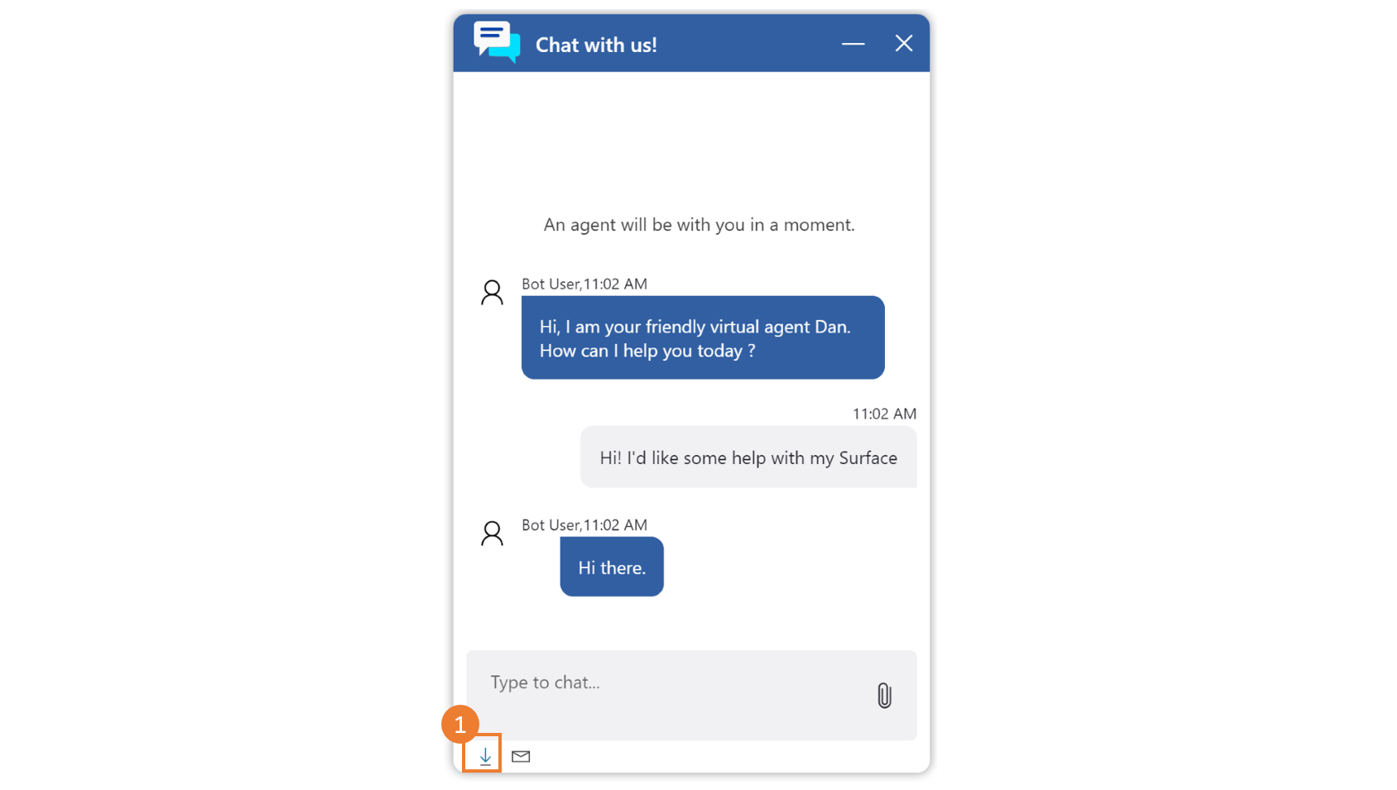 Chat with us!
An agent will be with you in a moment.
Bot User,11:02 AM
Hi, I am your friendly virtual agent Dan.
How can I help you today ?
11:02 AM
Hi! I'd like some help with my Surface
Bot User,11:02 AM
Hi there.
Type to chat...
1